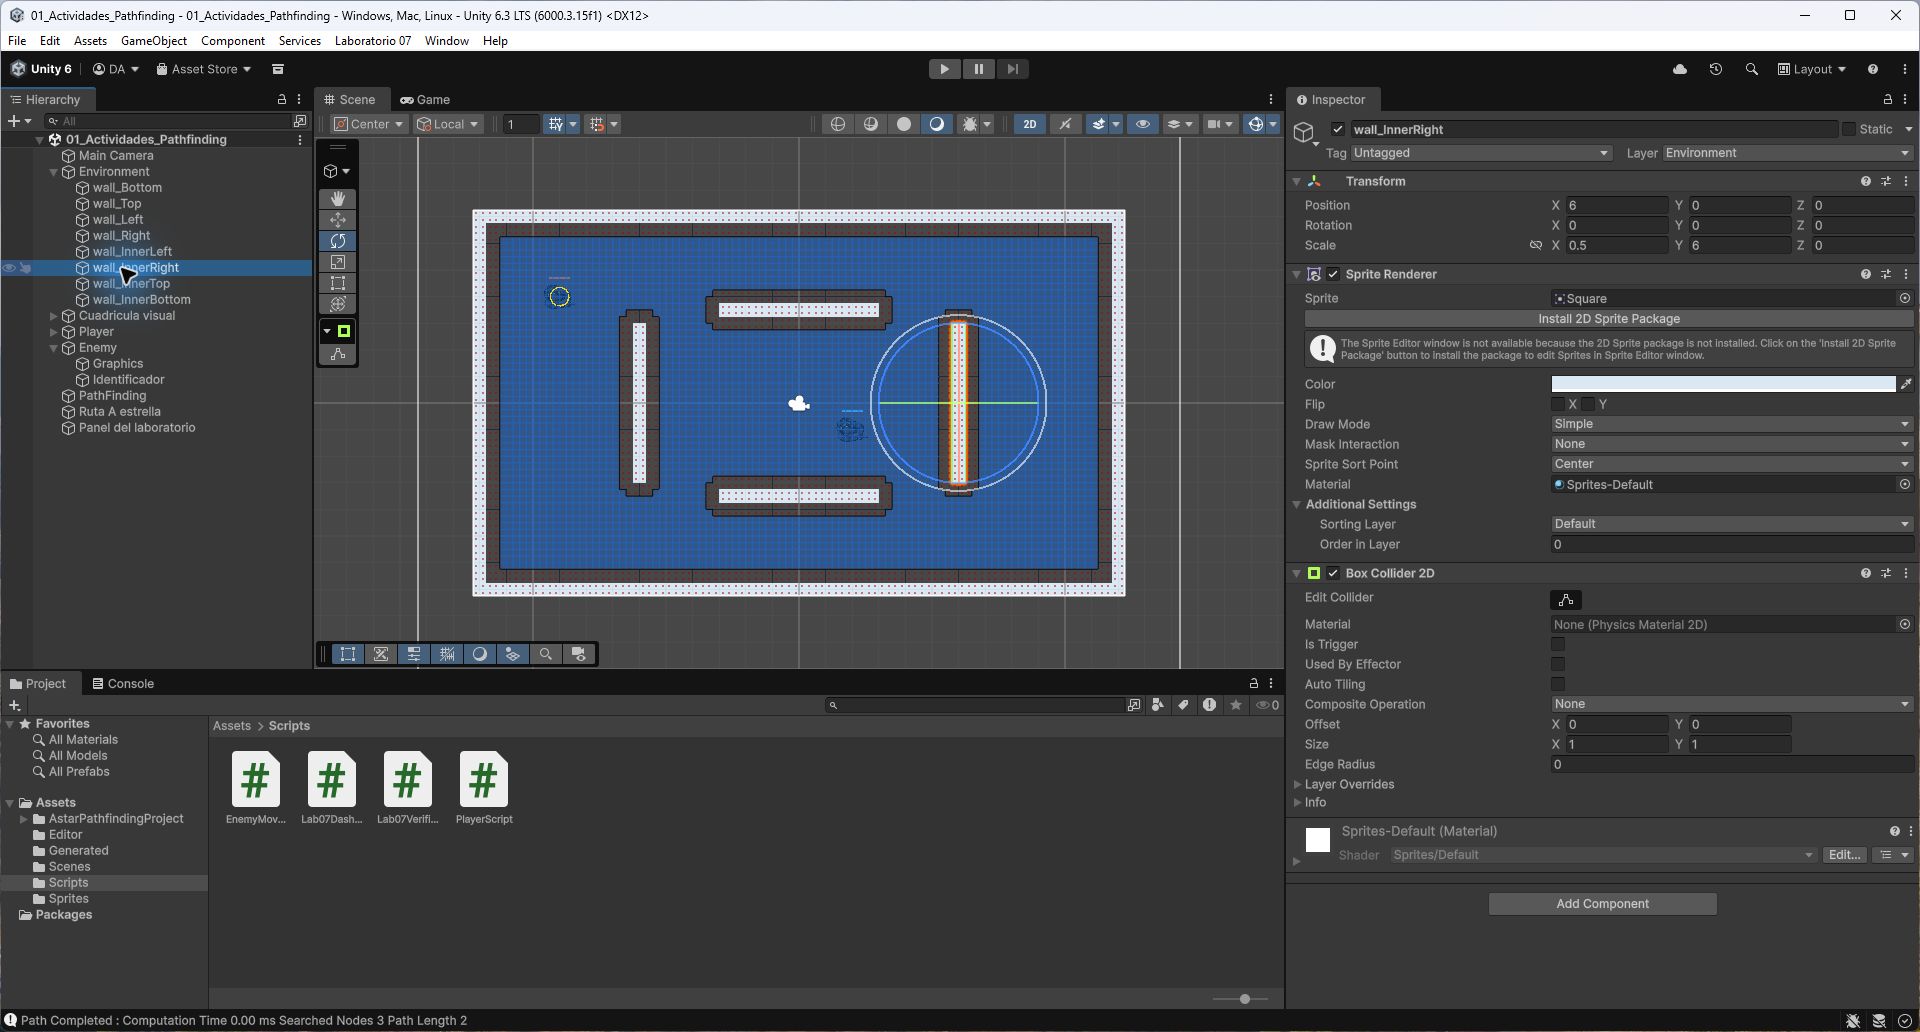 01_Actividades_Pathfinding - 01_Actividades_Pathfinding - Windows, Mac, Linux - Unity 6.3 LTS (6000.3.15f1) <DX12>
File Edit Assets GameObject Component Services Laboratorio 07 Window Help
Unity 6 DA Asset Store Layout
Hierarchy
All
01_Actividades_Pathfinding
Main Camera
Environment
wall_Bottom
wall_Top
wall_Left
wall_Right
wall_InnerLeft
wall_InnerRight
wall_InnerTop
wall_InnerBottom
Cuadricula visual
Player
Enemy
Graphics
Identificador
PathFinding
Ruta A estrella
Panel del laboratorio
Scene Game
Center Local 1 2D
Inspector
wall_InnerRight Static
Tag Untagged Layer Environment
Transform
Position X 6 Y 0 Z 0
Rotation X 0 Y 0 Z 0
Scale X 0.5 Y 6 Z 0
Sprite Renderer
Sprite Square
Install 2D Sprite Package
The Sprite Editor window is not available because the 2D Sprite package is not installed. Click on the 'Install 2D Sprite
Package' button to install the package to edit Sprites in Sprite Editor window.
Color
Flip X Y
Draw Mode Simple
Mask Interaction None
Sprite Sort Point Center
Material Sprites-Default
Additional Settings
Sorting Layer Default
Order in Layer 0
Box Collider 2D
Edit Collider
Material None (Physics Material 2D)
Is Trigger
Used By Effector
Auto Tiling
Composite Operation None
Offset X 0 Y 0
Size X 1 Y 1
Edge Radius 0
Layer Overrides
Info
Sprites-Default (Material)
Shader Sprites/Default Edit...
Add Component
Project Console
0
Favorites
All Materials
All Models
All Prefabs
Assets
AstarPathfindingProject
Editor
Generated
Scenes
Scripts
Sprites
Packages
Assets > Scripts
EnemyMov... Lab07Dash... Lab07Verifi... PlayerScript
Path Completed : Computation Time 0.00 ms Searched Nodes 3 Path Length 2